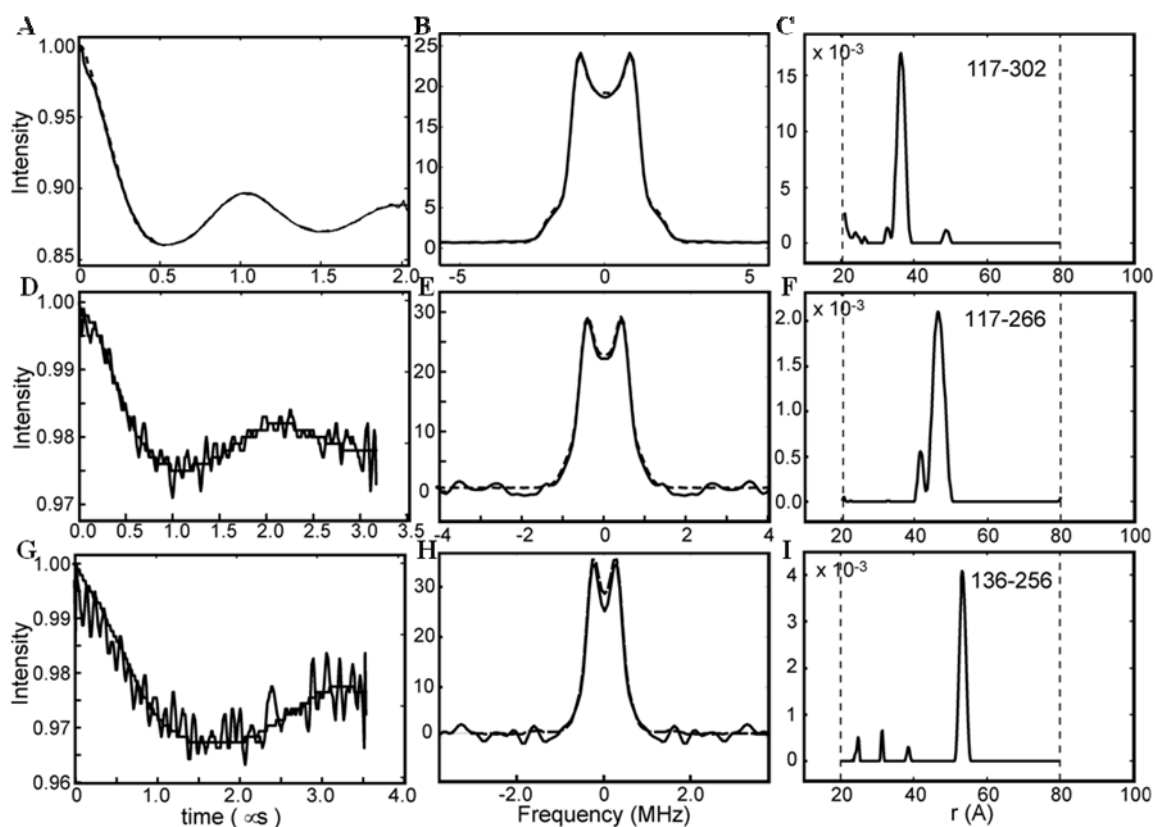 A
Intensity
1.00
0.95
0.90
0.85
0 0.5 1.0 1.5 2.0
B
25
20
15
10
5
0
-5 0 5
C
x 10-3
117-302
15
10
5
0
20 40 60 80 100
D
Intensity
1.00
0.99
0.98
0.97
0.0 0.5 1.0 1.5 2.0 2.5 3.0 3.5
E
30
20
10
0
-4 -2 0 2 4
F
x 10-3
117-266
2.0
1.5
1.0
0.5
0.0
20 40 60 80 100
G
Intensity
1.00
0.99
0.98
0.97
0.96
0 1.0 2.0 3.0 4.0
time ( ∝s)
H
30
20
10
0
-2.0 0 2.0
Frequency (MHz)
I
x 10-3
136-256
4
3
2
1
0
20 40 60 80 100
r (A)